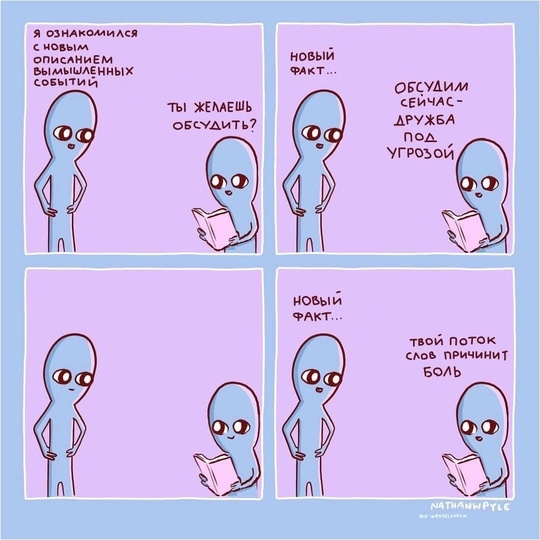 Я ОЗНАКОМИЛСЯ
С НОВЫМ
ОПИСАНИЕМ
ВЫМЫШЛЕННЫХ
СОБЫТИЙ
ТЫ ЖЕЛАЕШЬ
ОБСУДИТЬ?
НОВЫЙ
ФАКТ...
ОБСУДИМ
СЕЙЧАС-
ДРУЖБА
ПОД
УГРОЗОЙ
НОВЫЙ
ФАКТ...
ТВОЙ ПОТОК
СЛОВ ПРИЧИНИТ
БОЛЬ
NATHANWPYLE